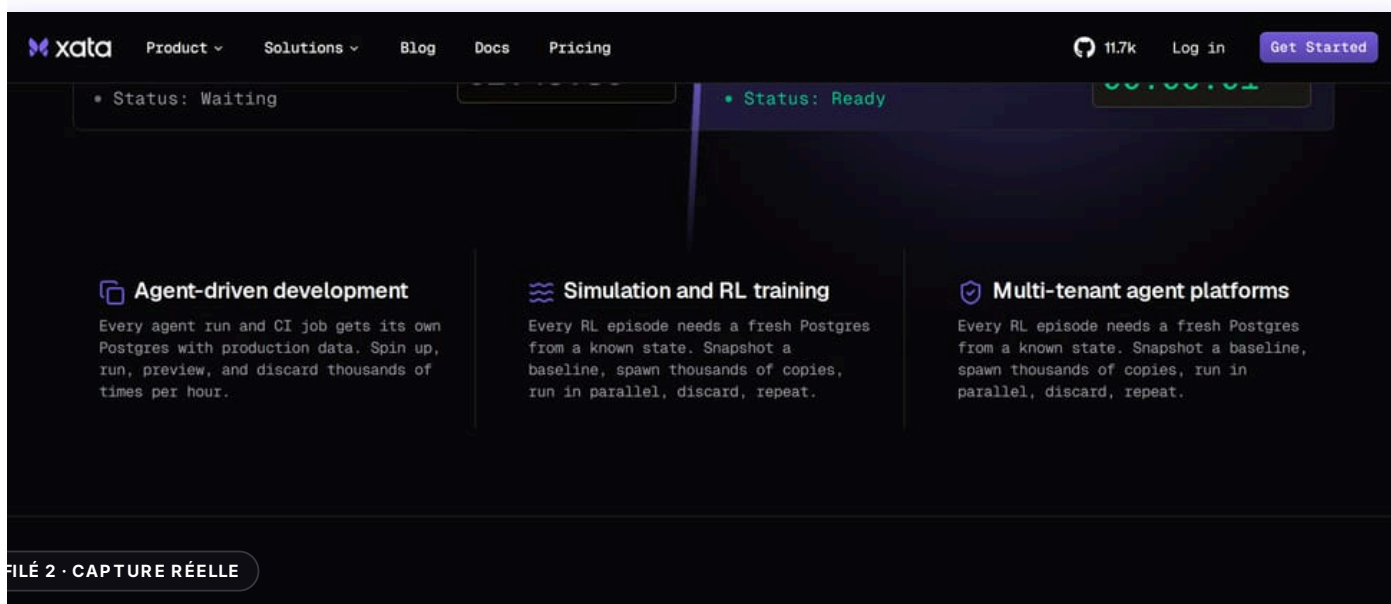 xata
Product
Solutions
Blog
Docs
Pricing
11.7k
Log in
Get Started
• Status: Waiting
• Status: Ready
Agent-driven development
Every agent run and CI job gets its own
Postgres with production data. Spin up,
run, preview, and discard thousands of
times per hour.
Simulation and RL training
Every RL episode needs a fresh Postgres
from a known state. Snapshot a
baseline, spawn thousands of copies,
run in parallel, discard, repeat.
Multi-tenant agent platforms
Every RL episode needs a fresh Postgres
from a known state. Snapshot a baseline,
spawn thousands of copies, run in
parallel, discard, repeat.
FILÉ 2 · CAPTURE RÉELLE